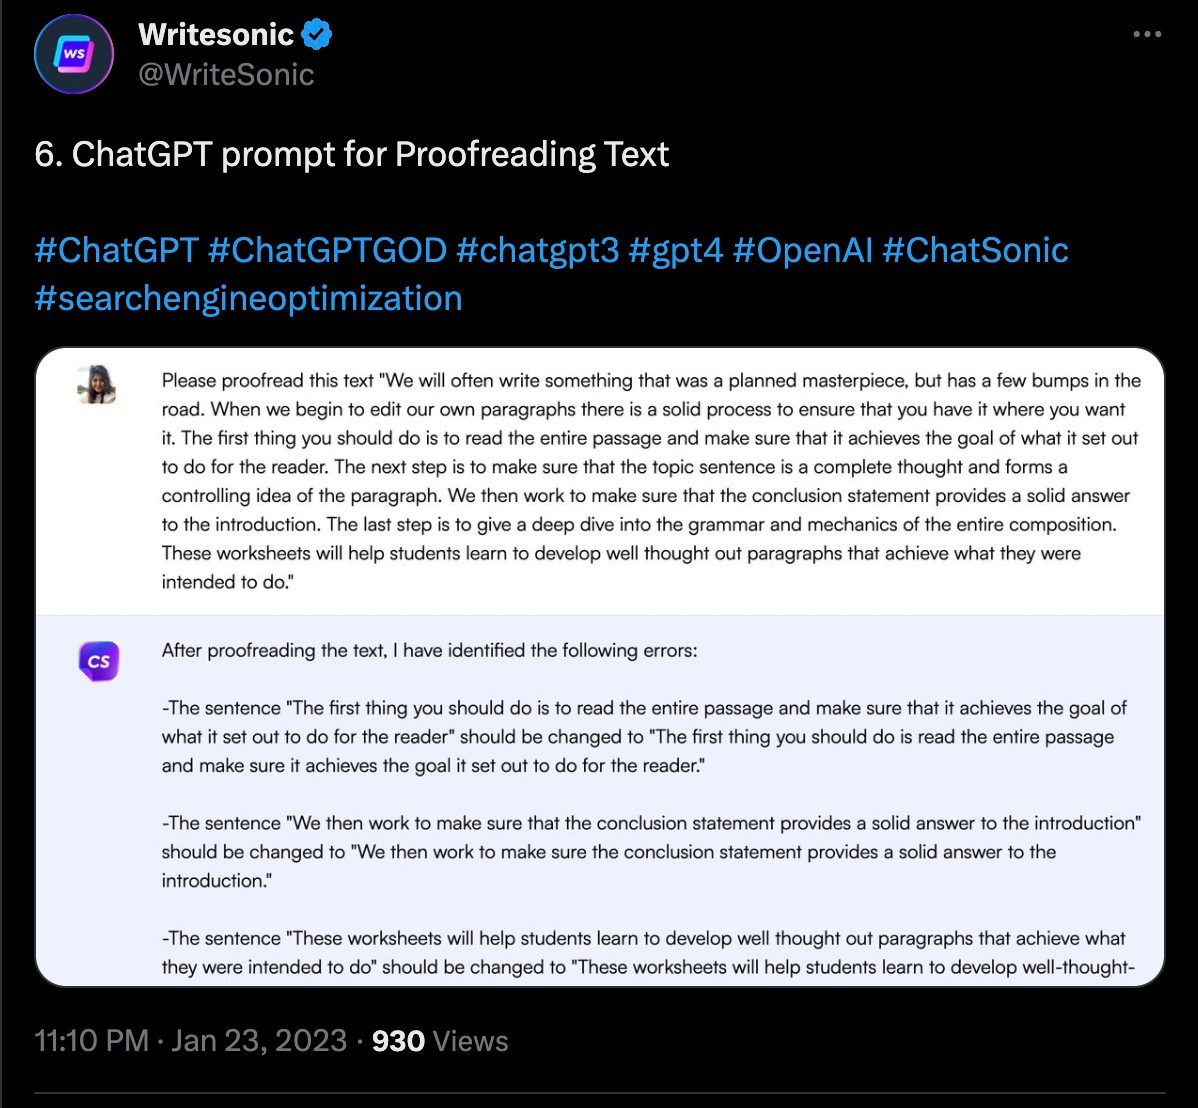 WS
Writesonic
@WriteSonic
6. ChatGPT prompt for Proofreading Text
#ChatGPT #ChatGPTGOD #chatgpt3 #gpt4 #OpenAI #ChatSonic
#searchengineoptimization
Please proofread this text "We will often write something that was a planned masterpiece, but has a few bumps in the
road. When we begin to edit our own paragraphs there is a solid process to ensure that you have it where you want
it. The first thing you should do is to read the entire passage and make sure that it achieves the goal of what it set out
to do for the reader. The next step is to make sure that the topic sentence is a complete thought and forms a
controlling idea of the paragraph. We then work to make sure that the conclusion statement provides a solid answer
to the introduction. The last step is to give a deep dive into the grammar and mechanics of the entire composition.
These worksheets will help students learn to develop well thought out paragraphs that achieve what they were
intended to do."
CS
After proofreading the text, I have identified the following errors:
-The sentence "The first thing you should do is to read the entire passage and make sure that it achieves the goal of
what it set out to do for the reader" should be changed to "The first thing you should do is read the entire passage
and make sure it achieves the goal it set out to do for the reader."
-The sentence "We then work to make sure that the conclusion statement provides a solid answer to the introduction"
should be changed to "We then work to make sure the conclusion statement provides a solid answer to the
introduction."
-The sentence "These worksheets will help students learn to develop well thought out paragraphs that achieve what
they were intended to do" should be changed to "These worksheets will help students learn to develop well-thought-
11:10 PM · Jan 23, 2023 · 930 Views